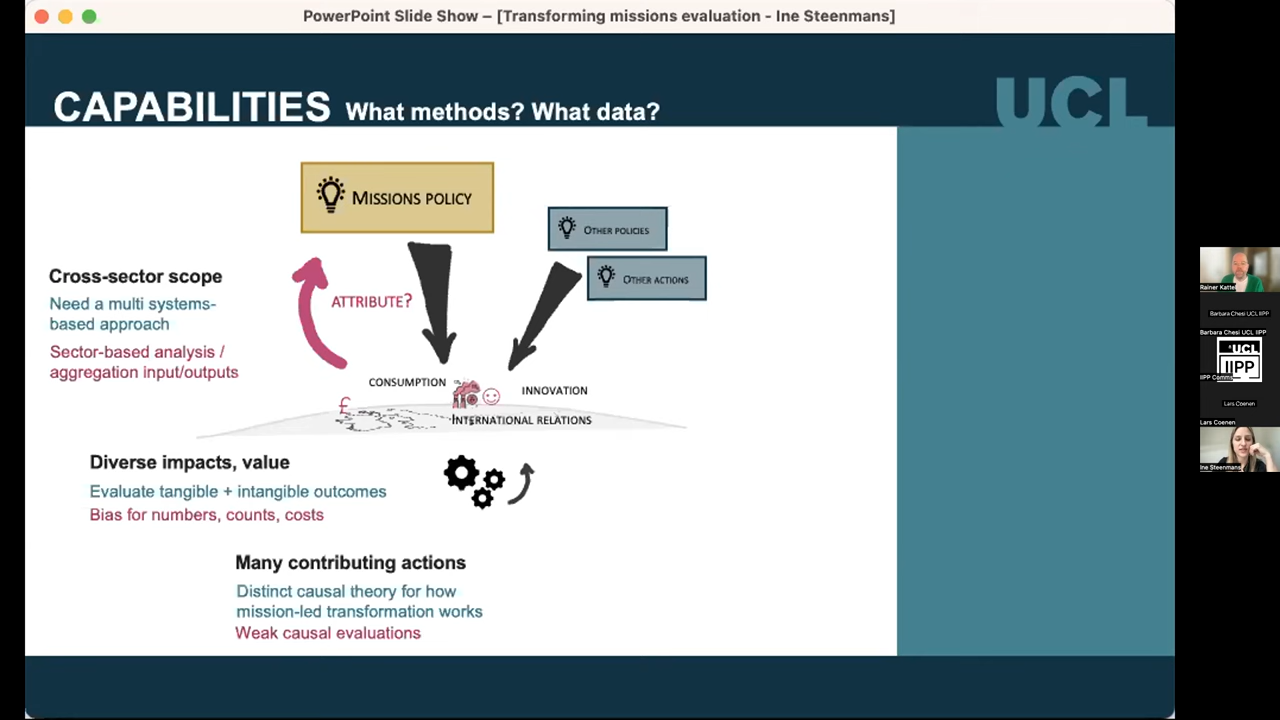 PowerPoint Slide Show – [Transforming missions evaluation - Ine Steenmans]
CAPABILITIES What methods? What data?
UCL
MISSIONS POLICY
OTHER POLICIES
OTHER ACTIONS
ATTRIBUTE?
Cross-sector scope
Need a multi systems-
based approach
Sector-based analysis /
aggregation input/outputs
CONSUMPTION
INNOVATION
£
INTERNATIONAL RELATIONS
Diverse impacts, value
Evaluate tangible + intangible outcomes
Bias for numbers, counts, costs
Many contributing actions
Distinct causal theory for how
mission-led transformation works
Weak causal evaluations
Rainer Kattel
Barbara Chesi UCL IIPP
Barbara Chesi UCL IIPP
UCL
IIPP
IIPP Comms
Lars Coenen
Lars Coenen
Ine Steenmans